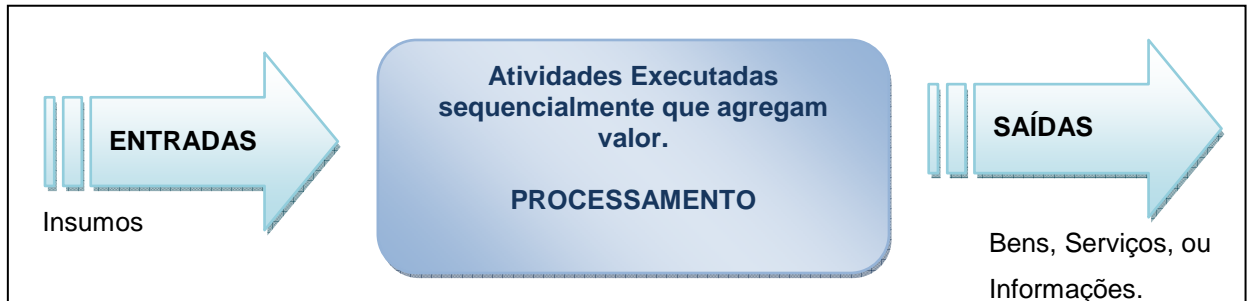 ENTRADAS
Insumos
Atividades Executadas
sequencialmente que agregam
valor.
PROCESSAMENTO
SAÍDAS
Bens, Serviços, ou
Informações.